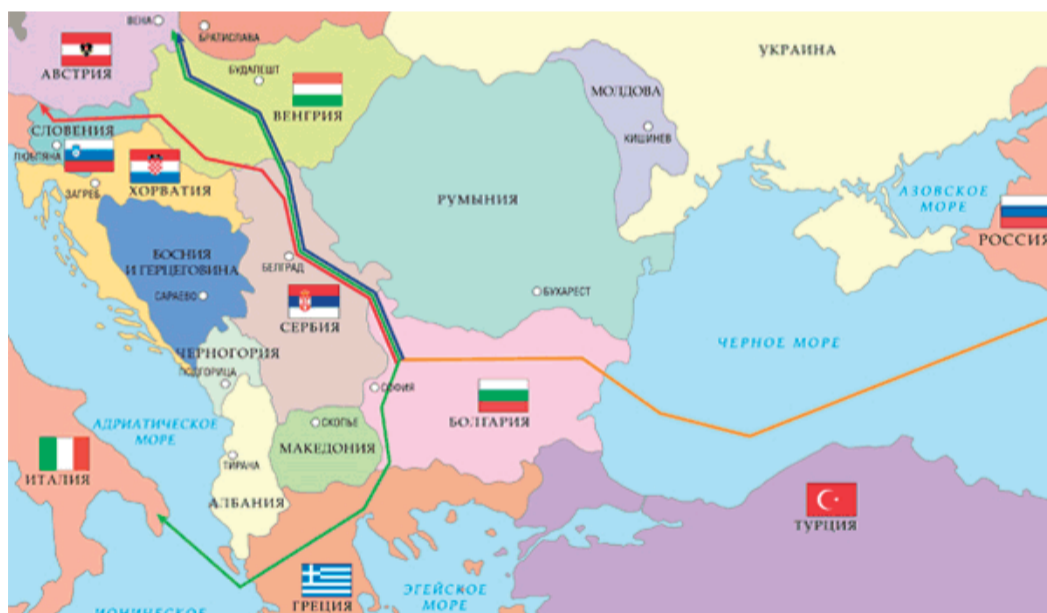 ВЕНА
БРАТИСЛАВА
АВСТРИЯ
БУДАПЕШТ
ВЕНГРИЯ
УКРАИНА
МОЛДОВА
КИШИНЕВ
СЛОВЕНИЯ
ЛЮБЛЯНА
ЗАГРЕБ
ХОРВАТИЯ
РУМЫНИЯ
АЗОВСКОЕ
МОРЕ
РОССИЯ
БОСНИЯ
И ГЕРЦЕГОВИНА
САРАЕВО
БЕЛГРАД
СЕРБИЯ
БУХАРЕСТ
ЧЕРНОЕ МОРЕ
ЧЕРНОГОРИЯ
ПОДГОРИЦА
СОФИЯ
БОЛГАРИЯ
АДРИАТИЧЕСКОЕ
МОРЕ
СКОПЬЕ
МАКЕДОНИЯ
ИТАЛИЯ
ТИРАНА
АЛБАНИЯ
ТУРЦИЯ
ГРЕЦИЯ
ЭГЕЙСКОЕ
МОРЕ
ИОНИЧЕСКОЕ